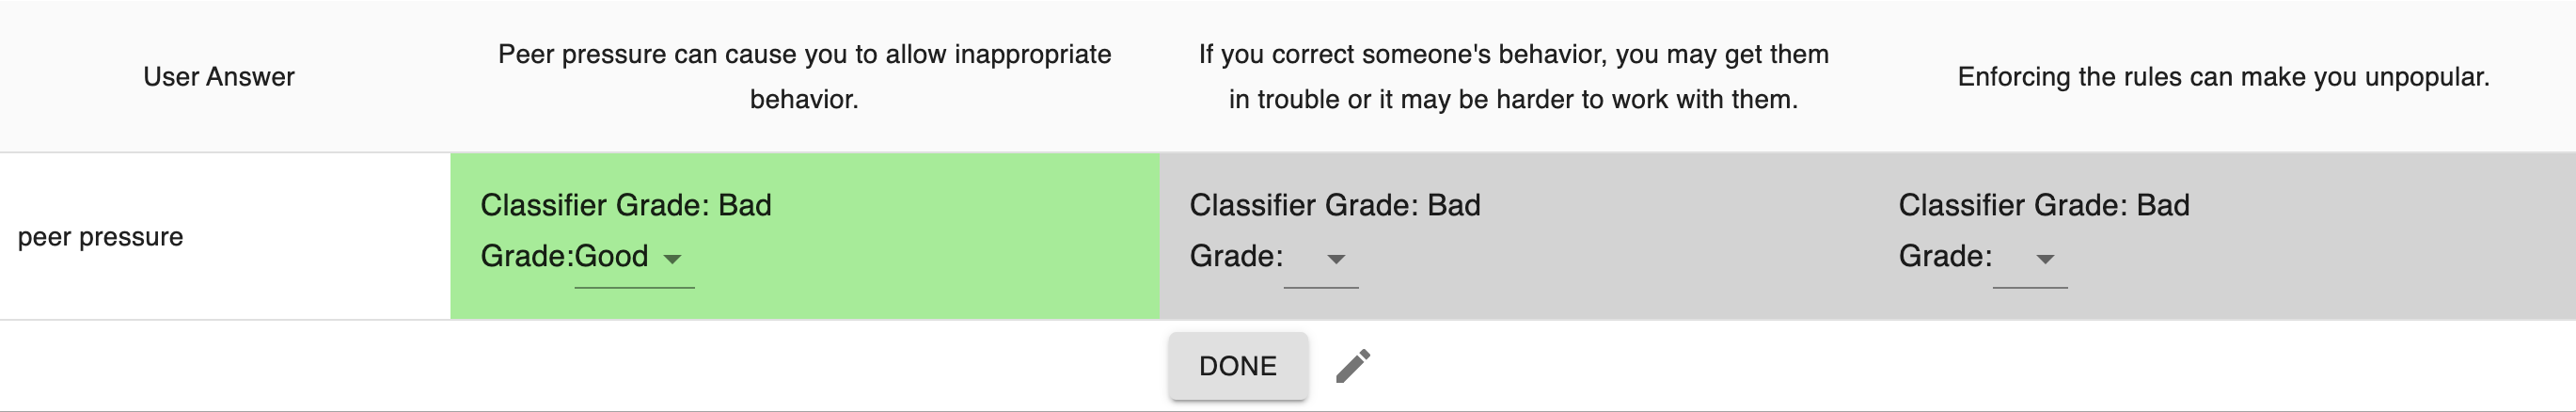 User Answer
Peer pressure can cause you to allow inappropriate
behavior.
If you correct someone's behavior, you may get them
in trouble or it may be harder to work with them.
Enforcing the rules can make you unpopular.
peer pressure
Classifier Grade: Bad
Grade:Good
Classifier Grade: Bad
Grade:
Classifier Grade: Bad
Grade:
DONE